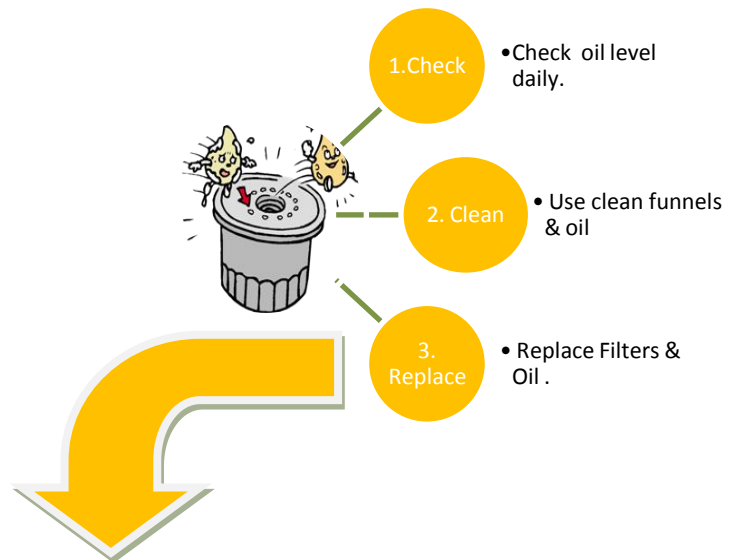 1.Check
•Check oil level
daily.
2. Clean
• Use clean funnels
& oil
3.
Replace
• Replace Filters &
Oil .